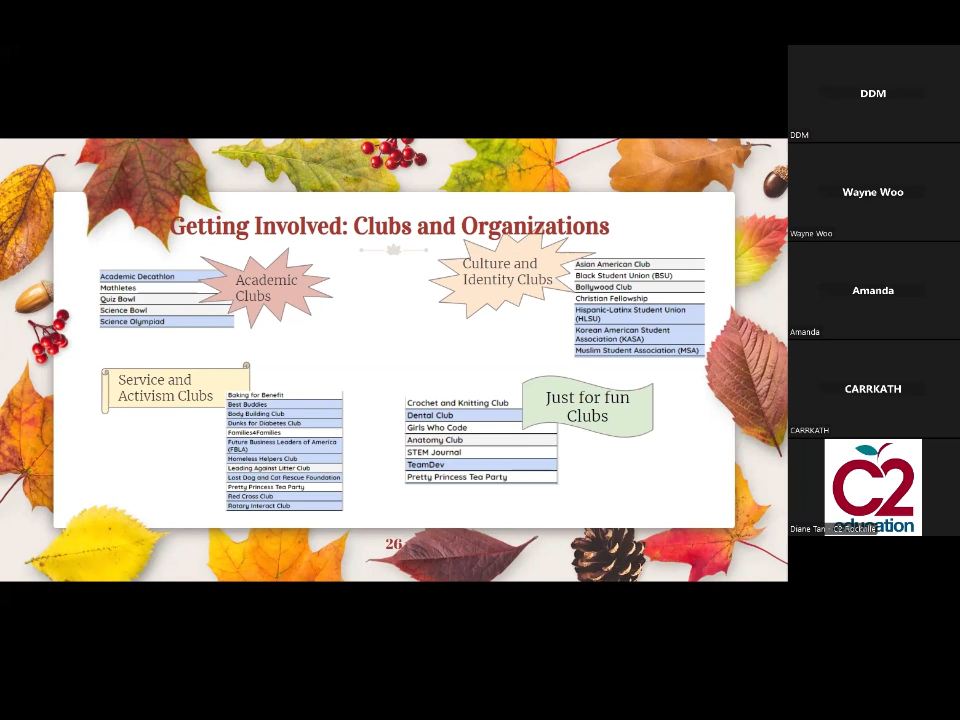 Getting Involved: Clubs and Organizations
Academic
Clubs
Academic Decathlon
Mathletes
Quiz Bowl
Science Bowl
Science Olympiad
Culture and
Identity Clubs
Asian American Club
Black Student Union (BSU)
Bollywood Club
Christian Fellowship
Hispanic-Latinx Student Union
(HLSU)
Korean American Student
Association (KASA)
Muslim Student Association (MSA)
Service and
Activism Clubs
Baking for Benefit
Best Buddies
Body Building Club
Dunks for Diabetes Club
Families4Families
Future Business Leaders of America
(FBLA)
Homeless Helpers Club
Leading Against Litter Club
Lost Dog and Cat Rescue Foundation
Pretty Princess Tea Party
Red Cross Club
Rotary Interact Club
Just for fun
Clubs
Crochet and Knitting Club
Dental Club
Girls Who Code
Anatomy Club
STEM Journal
TeamDev
Pretty Princess Tea Party
26
DDM
DDM
Wayne Woo
Wayne Woo
Amanda
Amanda
CARRKATH
CARRKATH
C2
education
Diane Tan - C2 Rockville